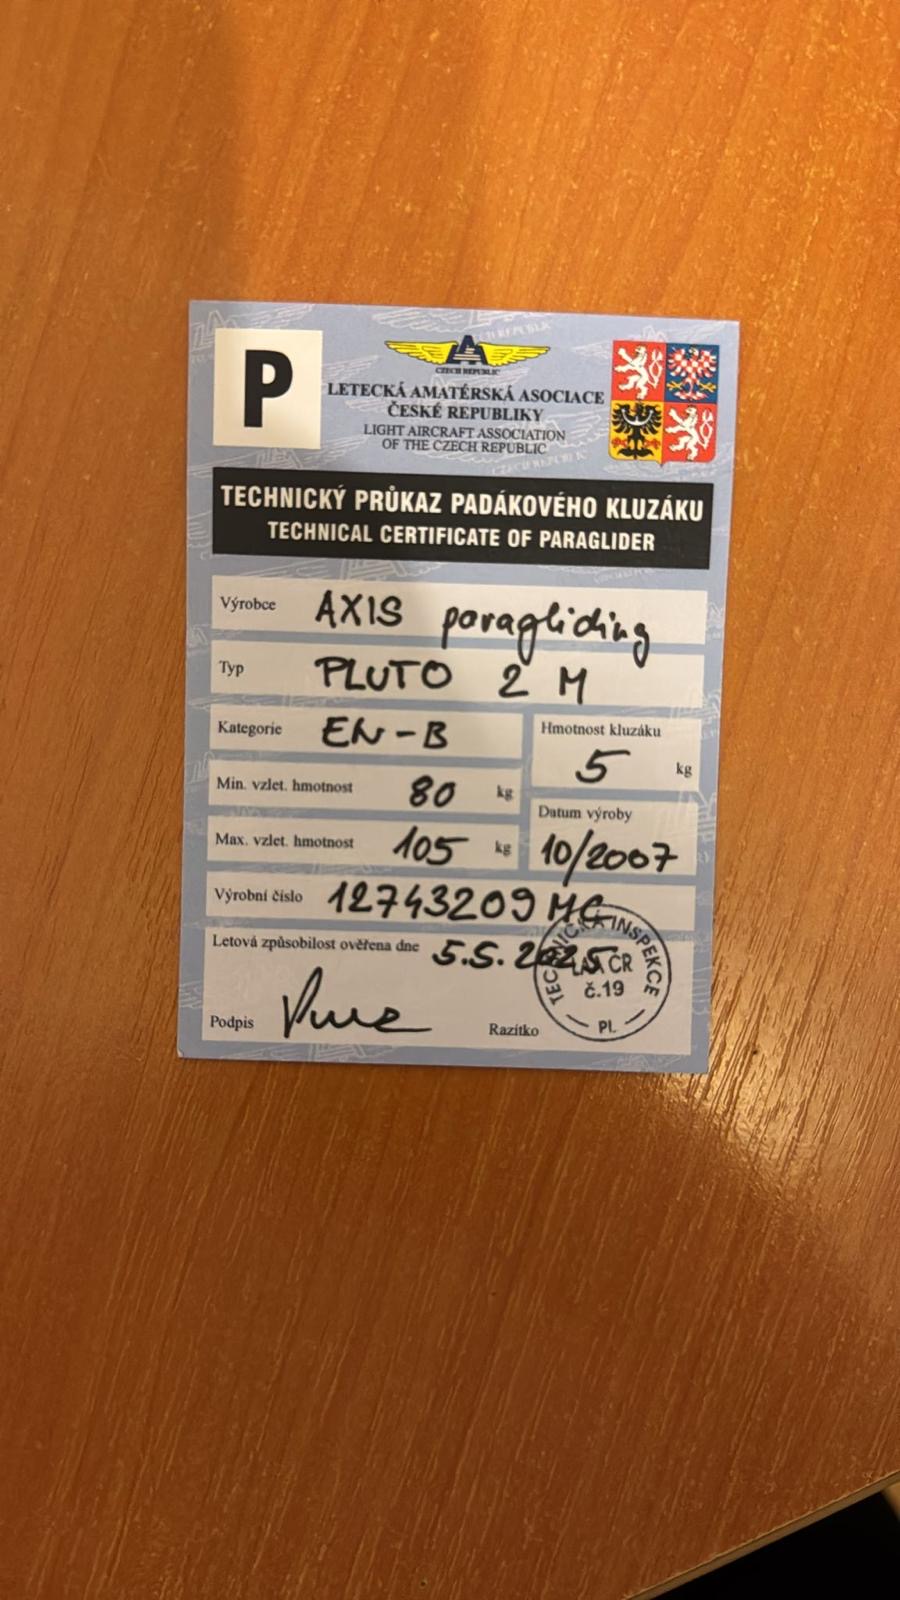 P
CZECH REPUBLIC
LETECKÁ AMATÉRSKÁ ASOCIACE
ČESKÉ REPUBLIKY
LIGHT AIRCRAFT ASSOCIATION
OF THE CZECH REPUBLIC
TECHNICKÝ PRŮKAZ PADÁKOVÉHO KLUZÁKU
TECHNICAL CERTIFICATE OF PARAGLIDER
Výrobce AXIS paragliding
Typ PLUTO 2 M
Kategorie EN-B
Hmotnost kluzáku 5 kg
Min. vzlet. hmotnost 80 kg
Datum výroby 10/2007
Max. vzlet. hmotnost 105 kg
Výrobní číslo 12743209 MG
Letová způsobilost ověřena dne 5.5.2025
Podpis
Razítko
TECHNICKÁ INSPEKCE
LAA ČR
č.19
PL